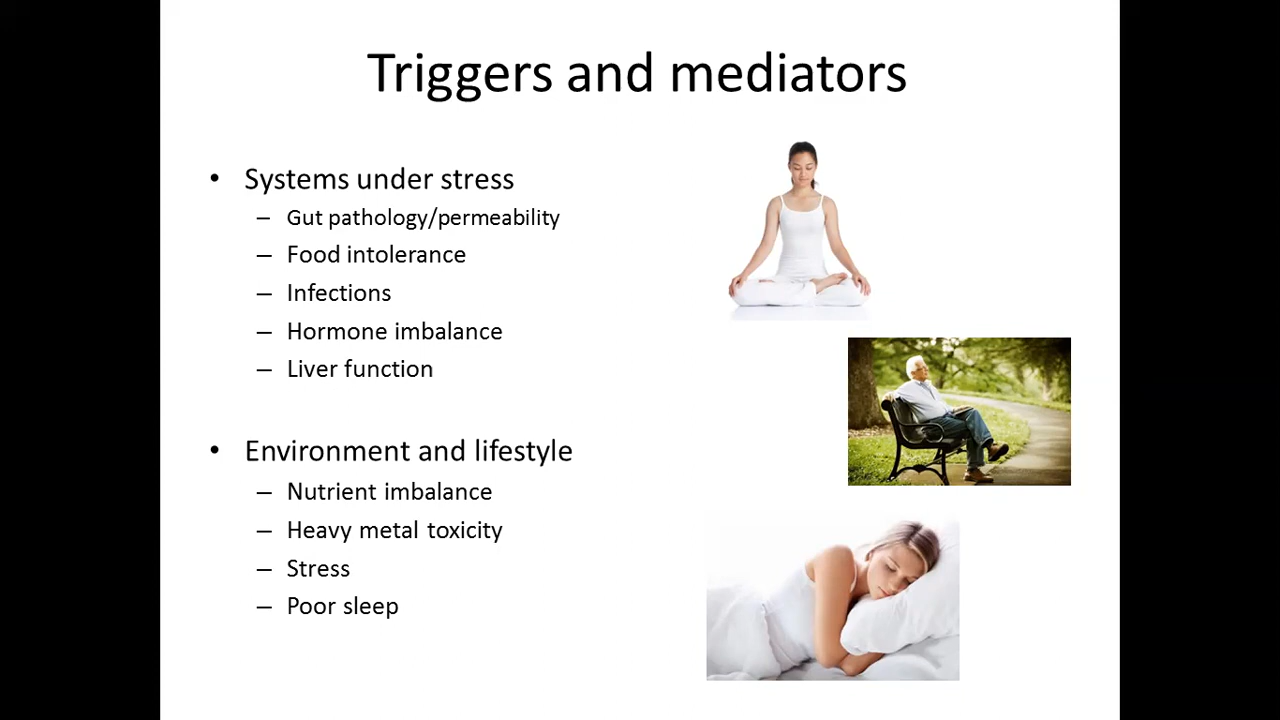 Triggers and mediators
• Systems under stress
– Gut pathology/permeability
– Food intolerance
– Infections
– Hormone imbalance
– Liver function
• Environment and lifestyle
– Nutrient imbalance
– Heavy metal toxicity
– Stress
– Poor sleep